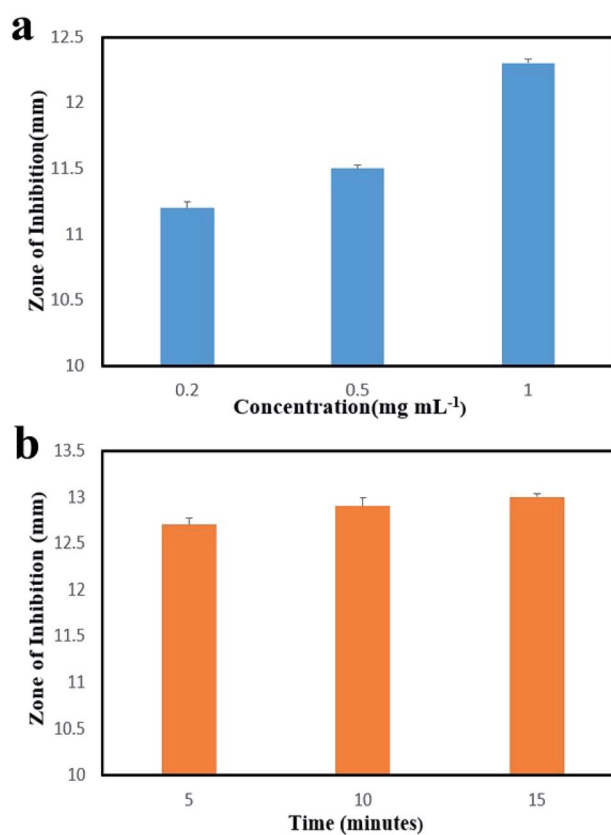 a
Zone of Inhibition(mm)
12.5
12
11.5
11
10.5
10
0.2 0.5 1
Concentration(mg mL-1)
b
Zone of Inhibition (mm)
13.5
13
12.5
12
11.5
11
10.5
10
5 10 15
Time (minutes)